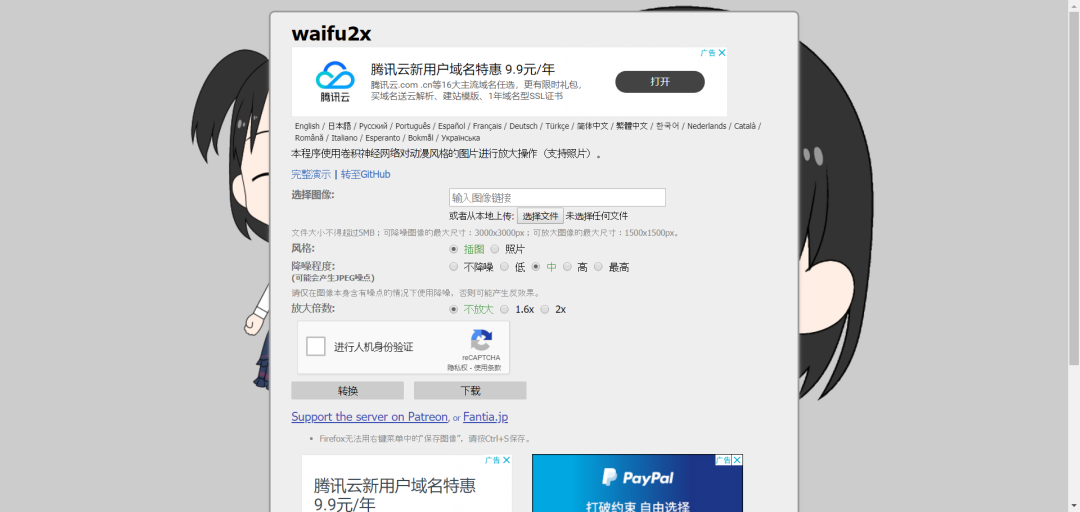 waifu2x
广告
腾讯云
腾讯云新用户域名特惠 9.9元/年
腾讯云.com .cn等16大主流域名任选，更有限时礼包，
买域名送云解析、建站模版、1年域名型SSL证书
打开
English / 日本語 / Русский / Português / Español / Français / Deutsch / Türkçe / 简体中文 / 繁體中文 / 한국어 / Nederlands / Català /
Română / Italiano / Esperanto / Bokmål / Українська
本程序使用卷积神经网络对动漫风格的图片进行放大操作（支持照片）。
完整演示 | 转至GitHub
选择图像: 输入图像链接
或者从本地上传: 选择文件 未选择任何文件
文件大小不得超过5MB；可降噪图像的最大尺寸：3000x3000px；可放大图像的最大尺寸：1500x1500px。
风格: 插图 照片
降噪程度: 不降噪 低 中 高 最高
(可能会产生JPEG噪点)
请仅在图像本身含有噪点的情况下使用降噪，否则可能产生反效果。
放大倍数: 不放大 1.6x 2x
进行人机身份验证
reCAPTCHA
隐私权 - 使用条款
转换 下载
Support the server on Patreon, or Fantia.jp
• Firefox无法用右键菜单中的“保存图像”，请按Ctrl+S保存。
广告
腾讯云新用户域名特惠
9.9元/年
广告
PayPal
打破约束 自由选择